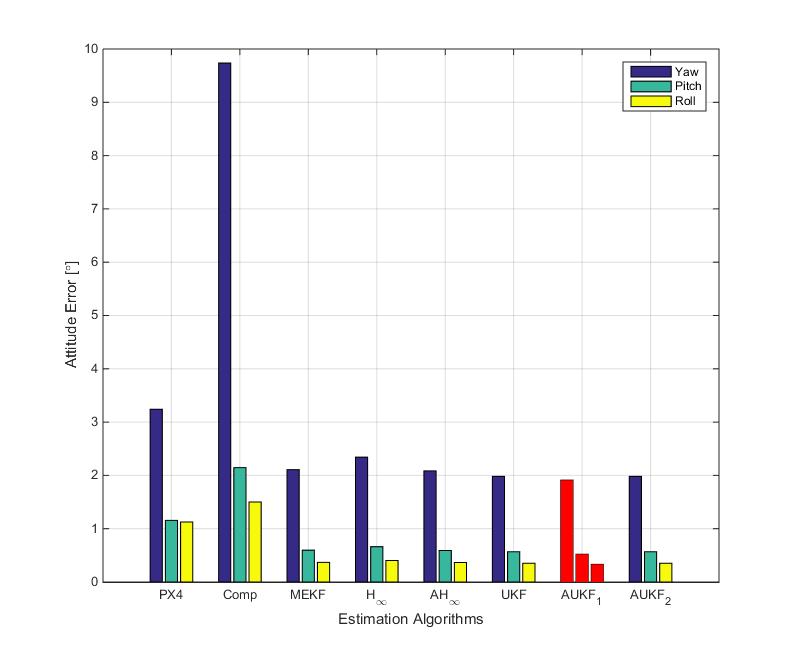 10
9
8
7
6
5
4
3
2
1
0
Attitude Error [°]
Yaw
Pitch
Roll
PX4 Comp MEKF H∞ AH∞ UKF AUKF₁ AUKF₂
Estimation Algorithms